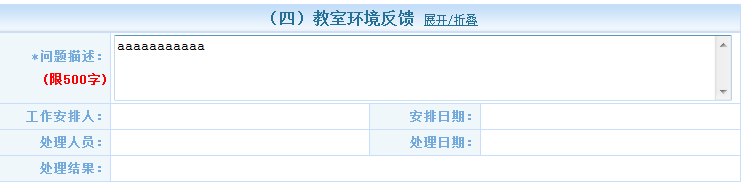 （四）教室环境反馈 展开/折叠
*问题描述： aaaaaaaaaaa
(限500字)
工作安排人： 安排日期：
处理人员： 处理日期：
处理结果：